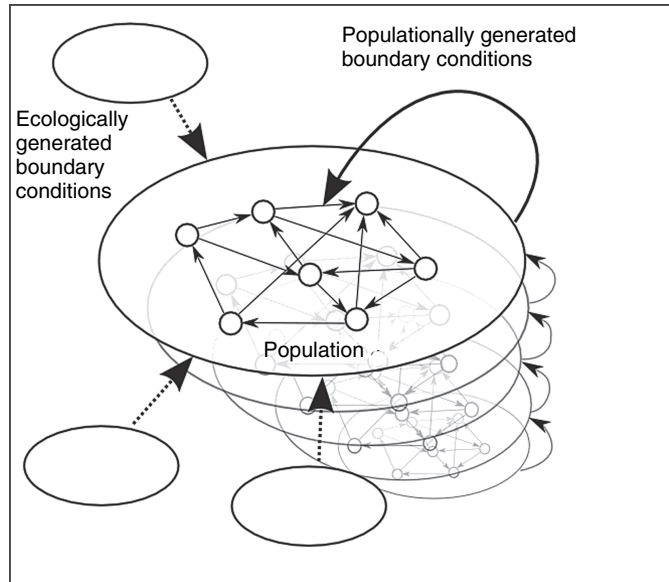 Populationally generated
boundary conditions
Ecologically
generated
boundary
conditions
Population